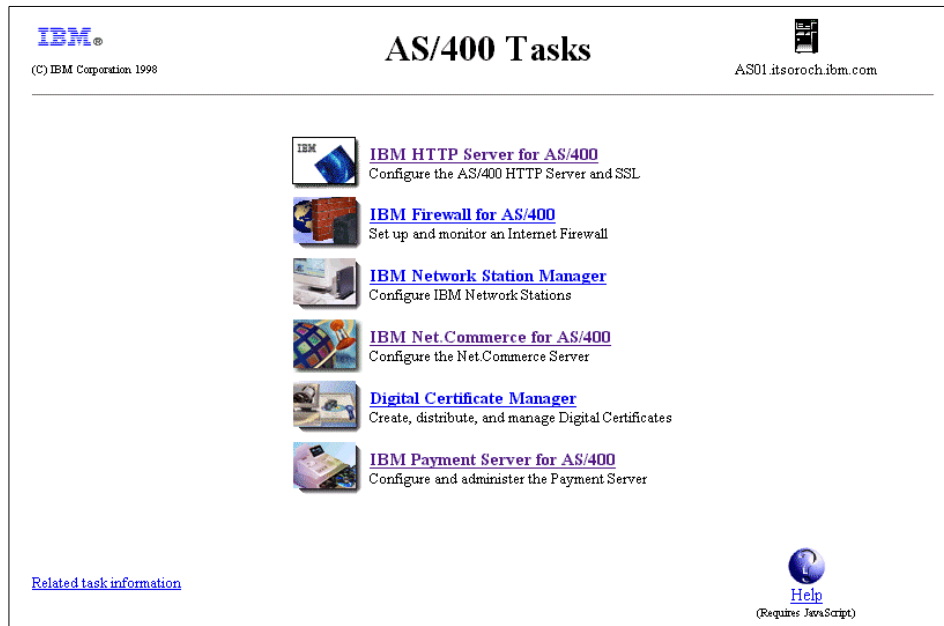 IBM®
AS/400 Tasks
(C) IBM Corporation 1998
AS01.itsoroch.ibm.com
IBM
IBM HTTP Server for AS/400
Configure the AS/400 HTTP Server and SSL
IBM Firewall for AS/400
Set up and monitor an Internet Firewall
IBM Network Station Manager
Configure IBM Network Stations
IBM Net.Commerce for AS/400
Configure the Net.Commerce Server
Digital Certificate Manager
Create, distribute, and manage Digital Certificates
IBM Payment Server for AS/400
Configure and administer the Payment Server
Related task information
Help
(Requires JavaScript)